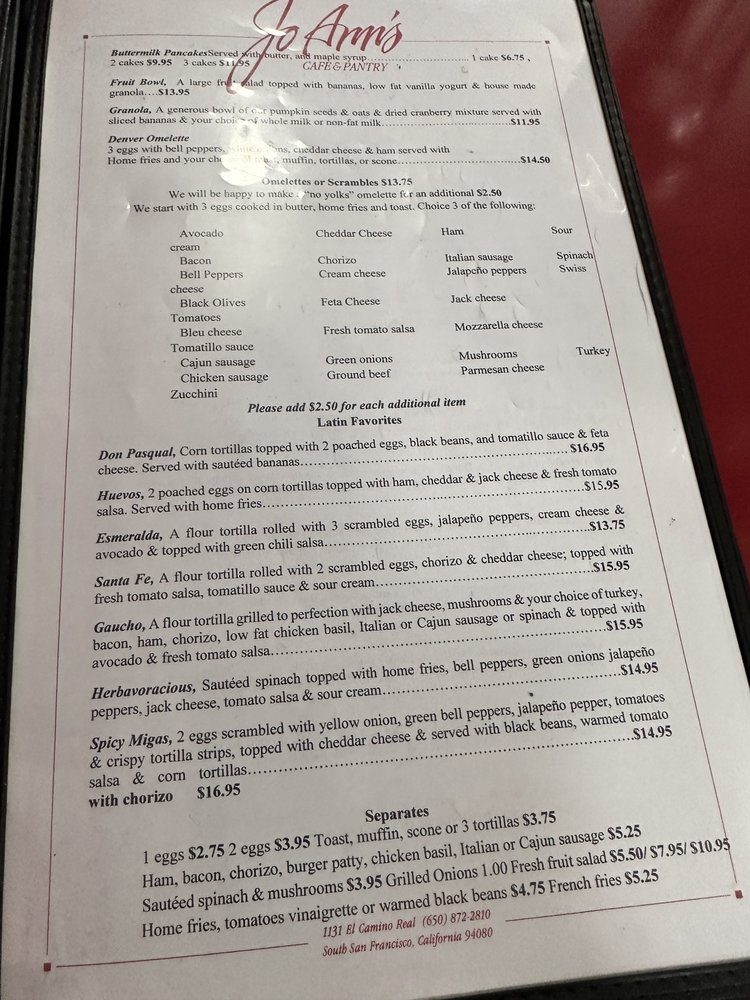 Jo Ann's
CAFE & PANTRY
Buttermilk PancakesServed with butter, and maple syrup.............................. 1 cake $6.75 ,
2 cakes $9.95 3 cakes $11.95
Fruit Bowl, A large fruit salad topped with bananas, low fat vanilla yogurt & house made
granola....$13.95
Granola, A generous bowl of our pumpkin seeds & oats & dried cranberry mixture served with
sliced bananas & your choice of whole milk or non-fat milk.......................................$11.95
Denver Omelette
3 eggs with bell peppers, white onions, cheddar cheese & ham served with
Home fries and your choice of toast, muffin, tortillas, or scone.....................................$14.50
Omelettes or Scrambles $13.75
We will be happy to make a "no yolks" omelette for an additional $2.50
We start with 3 eggs cooked in butter, home fries and toast. Choice 3 of the following:
Avocado Cheddar Cheese Ham Sour
cream
Bacon Chorizo Italian sausage Spinach
Bell Peppers Cream cheese Jalapeño peppers Swiss
cheese
Black Olives Feta Cheese Jack cheese
Tomatoes
Bleu cheese Fresh tomato salsa Mozzarella cheese
Tomatillo sauce
Cajun sausage Green onions Mushrooms Turkey
Chicken sausage Ground beef Parmesan cheese
Zucchini
Please add $2.50 for each additional item
Latin Favorites
Don Pasqual, Corn tortillas topped with 2 poached eggs, black beans, and tomatillo sauce & feta
cheese. Served with sautéed bananas.......................................................... $16.95
Huevos, 2 poached eggs on corn tortillas topped with ham, cheddar & jack cheese & fresh tomato
salsa. Served with home fries......................................................................$15.95
Esmeralda, A flour tortilla rolled with 3 scrambled eggs, jalapeño peppers, cream cheese &
avocado & topped with green chili salsa..........................................................$13.75
Santa Fe, A flour tortilla rolled with 2 scrambled eggs, chorizo & cheddar cheese; topped with
fresh tomato salsa, tomatillo sauce & sour cream................................................$15.95
Gaucho, A flour tortilla grilled to perfection with jack cheese, mushrooms & your choice of turkey,
bacon, ham, chorizo, low fat chicken basil, Italian or Cajun sausage or spinach & topped with
avocado & fresh tomato salsa......................................................................$15.95
Herbavoracious, Sautéed spinach topped with home fries, bell peppers, green onions jalapeño
peppers, jack cheese, tomato salsa & sour cream................................................$14.95
Spicy Migas, 2 eggs scrambled with yellow onion, green bell peppers, jalapeño pepper, tomatoes
& crispy tortilla strips, topped with cheddar cheese & served with black beans, warmed tomato
salsa & corn tortillas...............................................................................$14.95
with chorizo $16.95
Separates
1 eggs $2.75 2 eggs $3.95 Toast, muffin, scone or 3 tortillas $3.75
Ham, bacon, chorizo, burger patty, chicken basil, Italian or Cajun sausage $5.25
Sautéed spinach & mushrooms $3.95 Grilled Onions 1.00 Fresh fruit salad $5.50/ $7.95/ $10.95
Home fries, tomatoes vinaigrette or warmed black beans $4.75 French fries $5.25
1131 El Camino Real (650) 872-2810
South San Francisco, California 94080